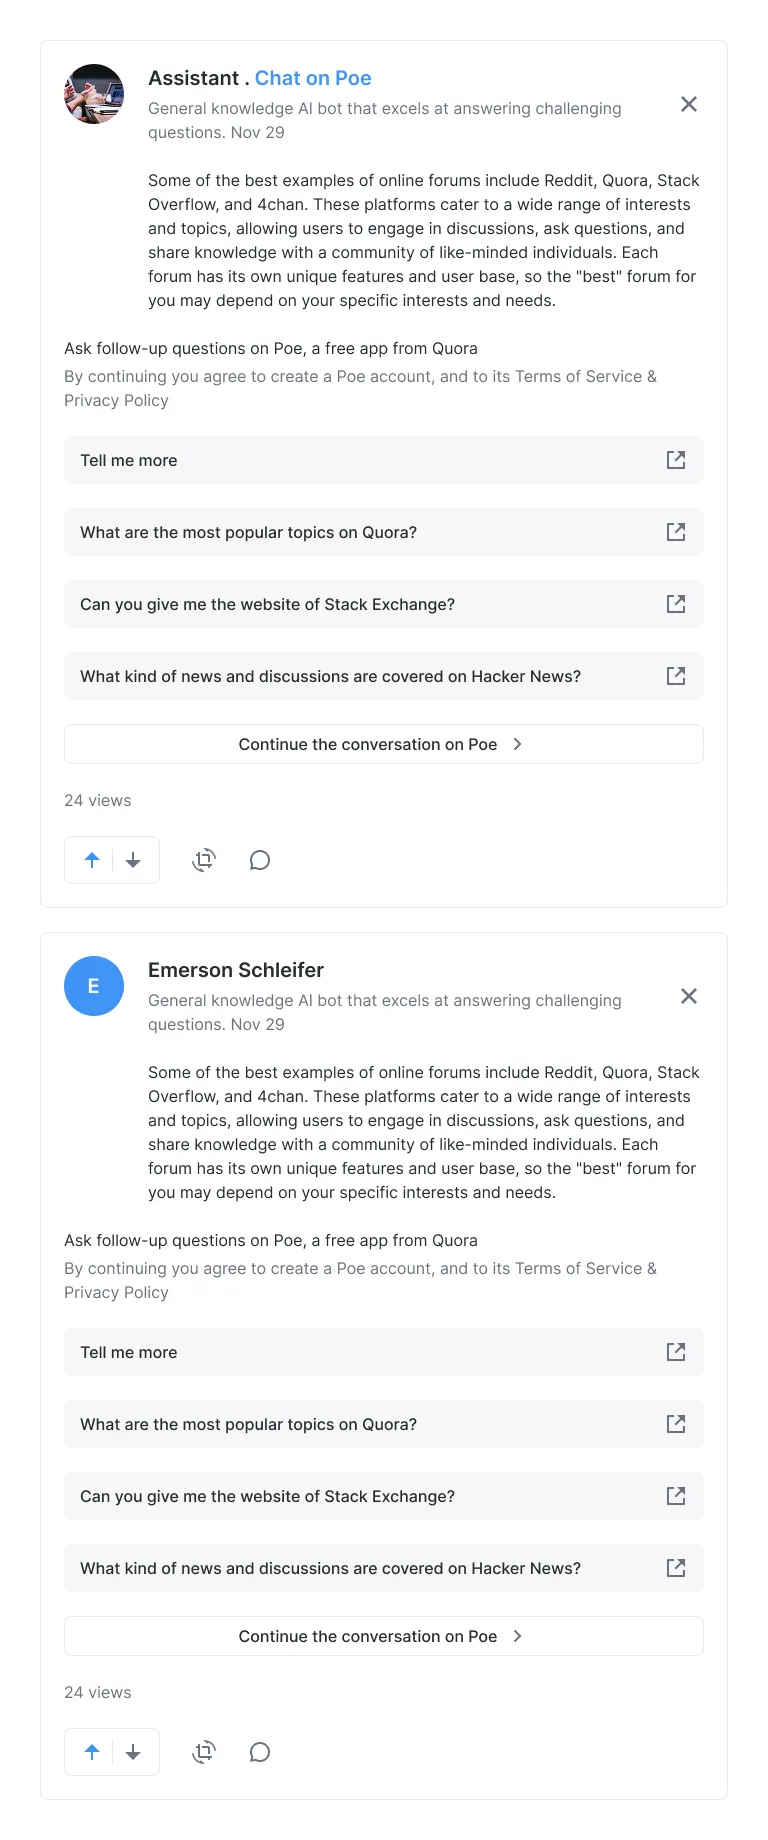 Assistant . Chat on Poe
General knowledge AI bot that excels at answering challenging
questions. Nov 29
Some of the best examples of online forums include Reddit, Quora, Stack
Overflow, and 4chan. These platforms cater to a wide range of interests
and topics, allowing users to engage in discussions, ask questions, and
share knowledge with a community of like-minded individuals. Each
forum has its own unique features and user base, so the "best" forum for
you may depend on your specific interests and needs.
Ask follow-up questions on Poe, a free app from Quora
By continuing you agree to create a Poe account, and to its Terms of Service &
Privacy Policy
Tell me more
What are the most popular topics on Quora?
Can you give me the website of Stack Exchange?
What kind of news and discussions are covered on Hacker News?
Continue the conversation on Poe
24 views
E
Emerson Schleifer
General knowledge AI bot that excels at answering challenging
questions. Nov 29
Some of the best examples of online forums include Reddit, Quora, Stack
Overflow, and 4chan. These platforms cater to a wide range of interests
and topics, allowing users to engage in discussions, ask questions, and
share knowledge with a community of like-minded individuals. Each
forum has its own unique features and user base, so the "best" forum for
you may depend on your specific interests and needs.
Ask follow-up questions on Poe, a free app from Quora
By continuing you agree to create a Poe account, and to its Terms of Service &
Privacy Policy
Tell me more
What are the most popular topics on Quora?
Can you give me the website of Stack Exchange?
What kind of news and discussions are covered on Hacker News?
Continue the conversation on Poe
24 views